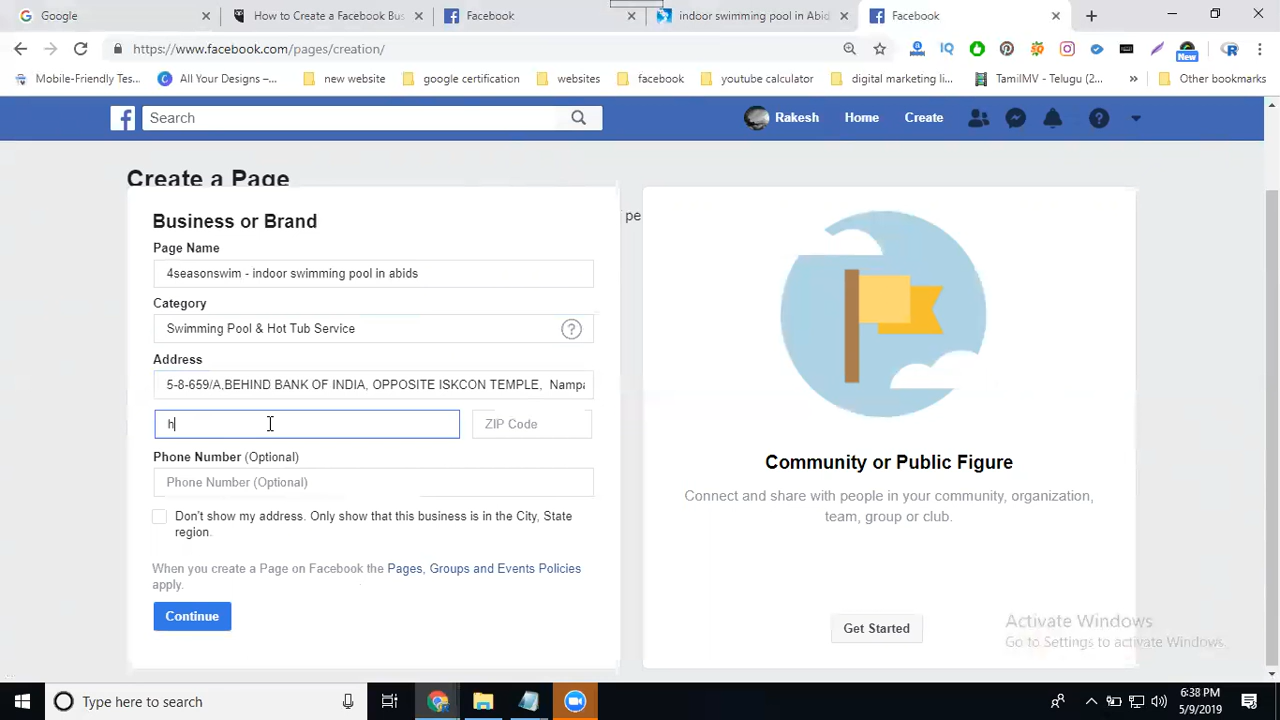 Google
How to Create a Facebook Bu
Facebook
indoor swimming pool in Abid
Facebook
https://www.facebook.com/pages/creation/
New
Mobile-Friendly Tes...
All Your Designs –...
new website
google certification
websites
facebook
youtube calculator
digital marketing li...
TamilMV - Telugu (2...
»
Other bookmarks
Search
Rakesh
Home
Create
Create a Page
pe
Business or Brand
Page Name
4seasonswim - indoor swimming pool in abids
Category
Swimming Pool & Hot Tub Service
?
Address
5-8-659/A,BEHIND BANK OF INDIA, OPPOSITE ISKCON TEMPLE, Nampa
h
ZIP Code
Phone Number (Optional)
Phone Number (Optional)
Don't show my address. Only show that this business is in the City, State
region.
When you create a Page on Facebook the Pages, Groups and Events Policies
apply.
Continue
Community or Public Figure
Connect and share with people in your community, organization,
team, group or club.
Get Started
Activate Windows
Go to Settings to activate Windows.
Type here to search
6:38 PM
5/9/2019